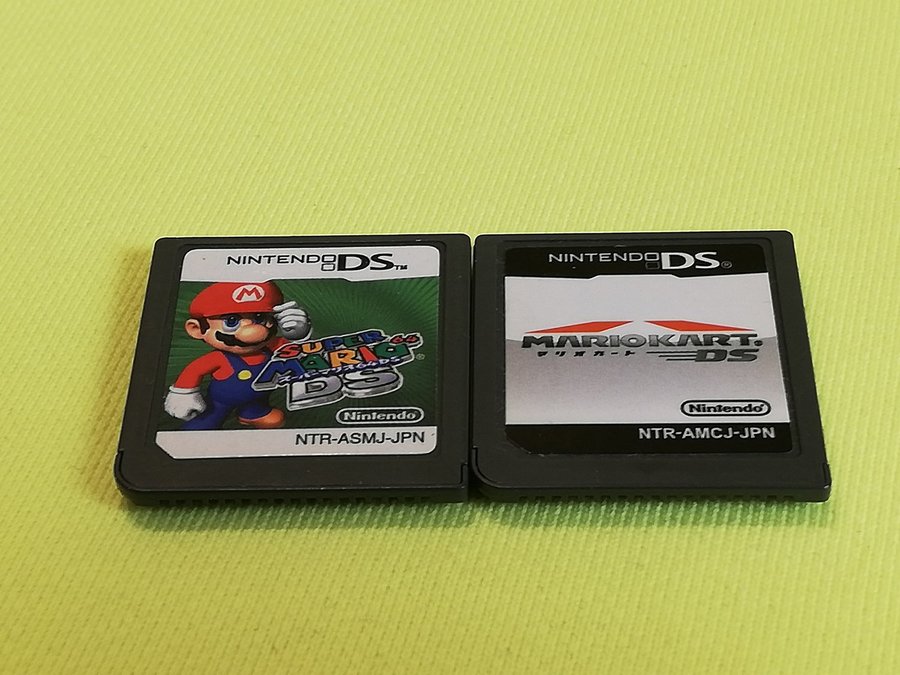 NINTENDO DS™
M
SUPER
MARIO 64®
DS
Nintendo
NTR-ASMJ-JPN
NINTENDO DS®
MARIOKART®
マリオカート DS
Nintendo
NTR-AMCJ-JPN